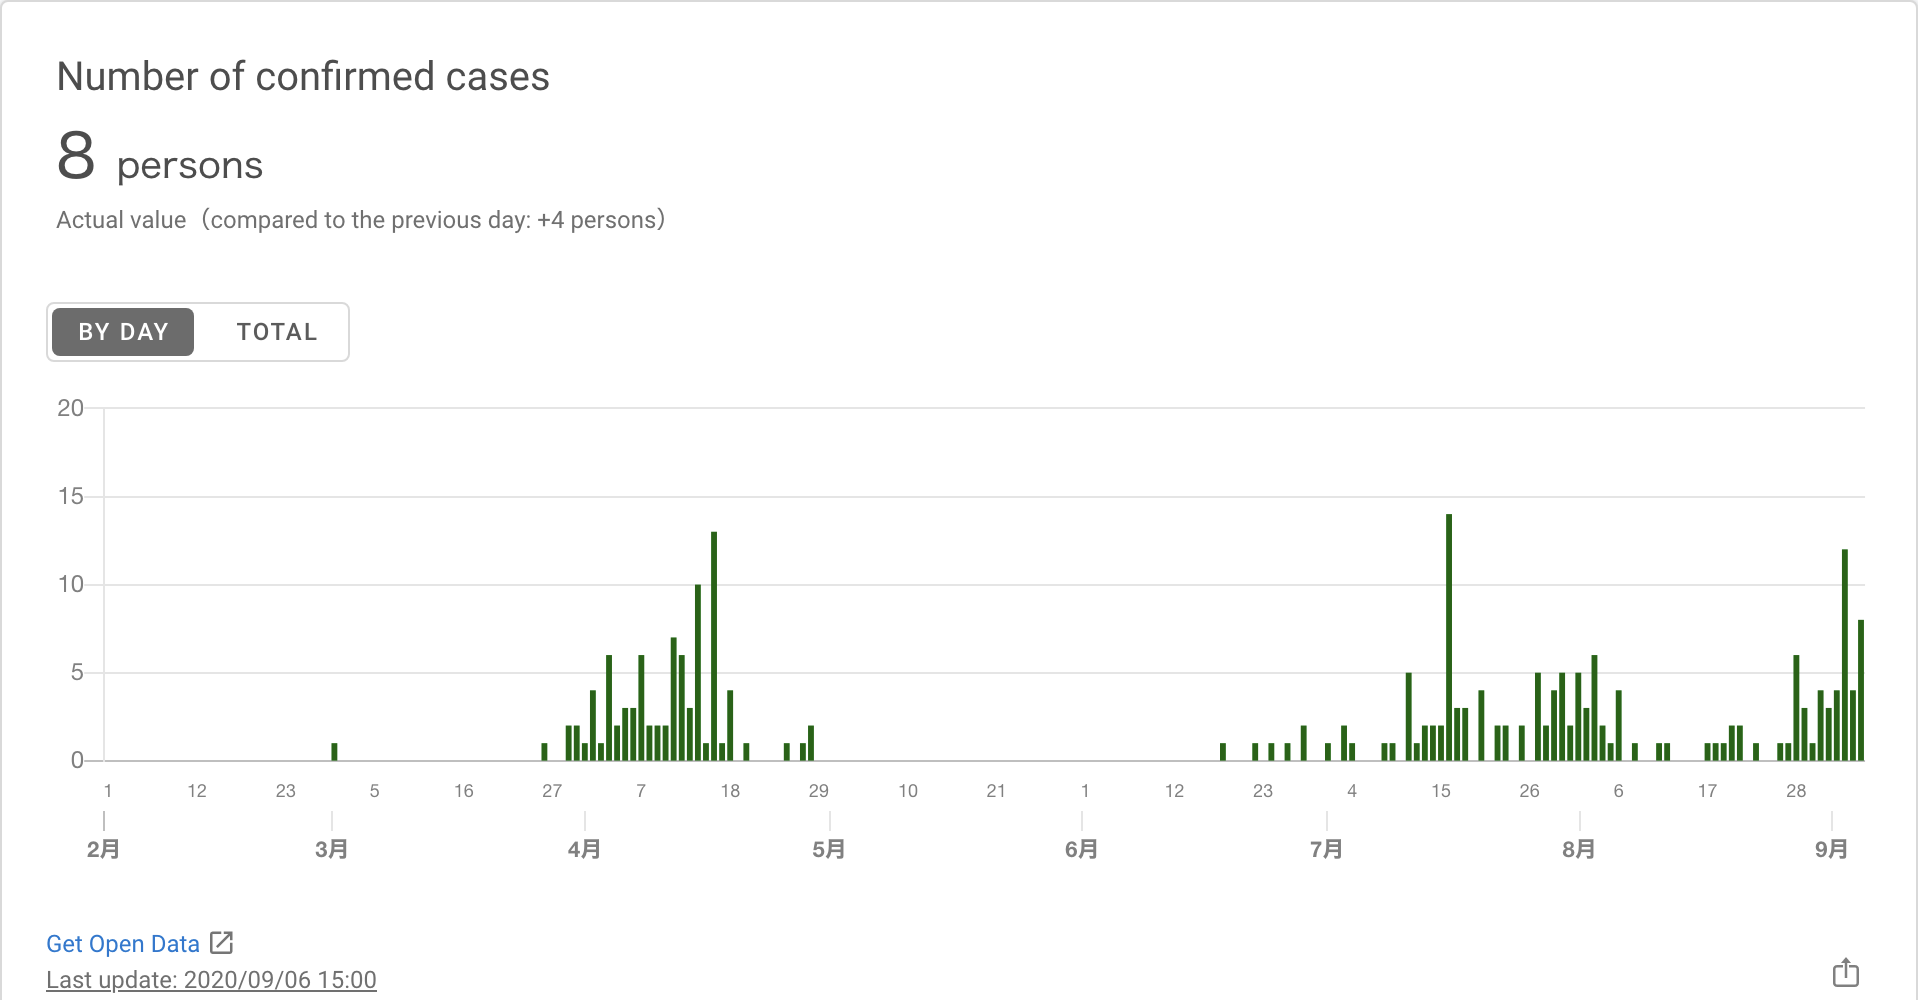 Number of confirmed cases
8 persons
Actual value（compared to the previous day: +4 persons）
BY DAY TOTAL
20
15
10
5
0
1 12 23 5 16 27 7 18 29 10 21 1 12 23 4 15 26 6 17 28
2月 3月 4月 5月 6月 7月 8月 9月
Get Open Data
Last update: 2020/09/06 15:00